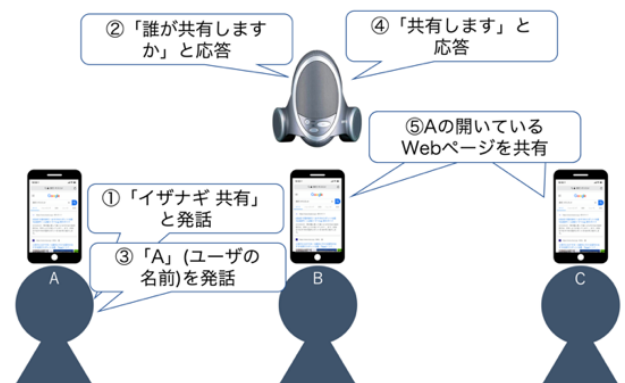 ②「誰が共有します
か」と応答
④「共有します」と
応答
⑤Aの開いている
Webページを共有
①「イザナギ 共有」
と発話
③「A」(ユーザの
名前)を発話
A
B
C
Google
Google
Google